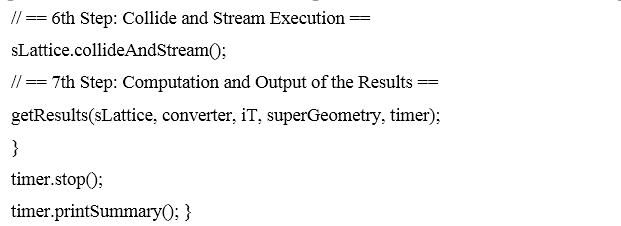 // == 6th Step: Collide and Stream Execution ==
sLattice.collideAndStream();
// == 7th Step: Computation and Output of the Results ==
getResults(sLattice, converter, iT, superGeometry, timer);
}
timer.stop();
timer.printSummary(); }